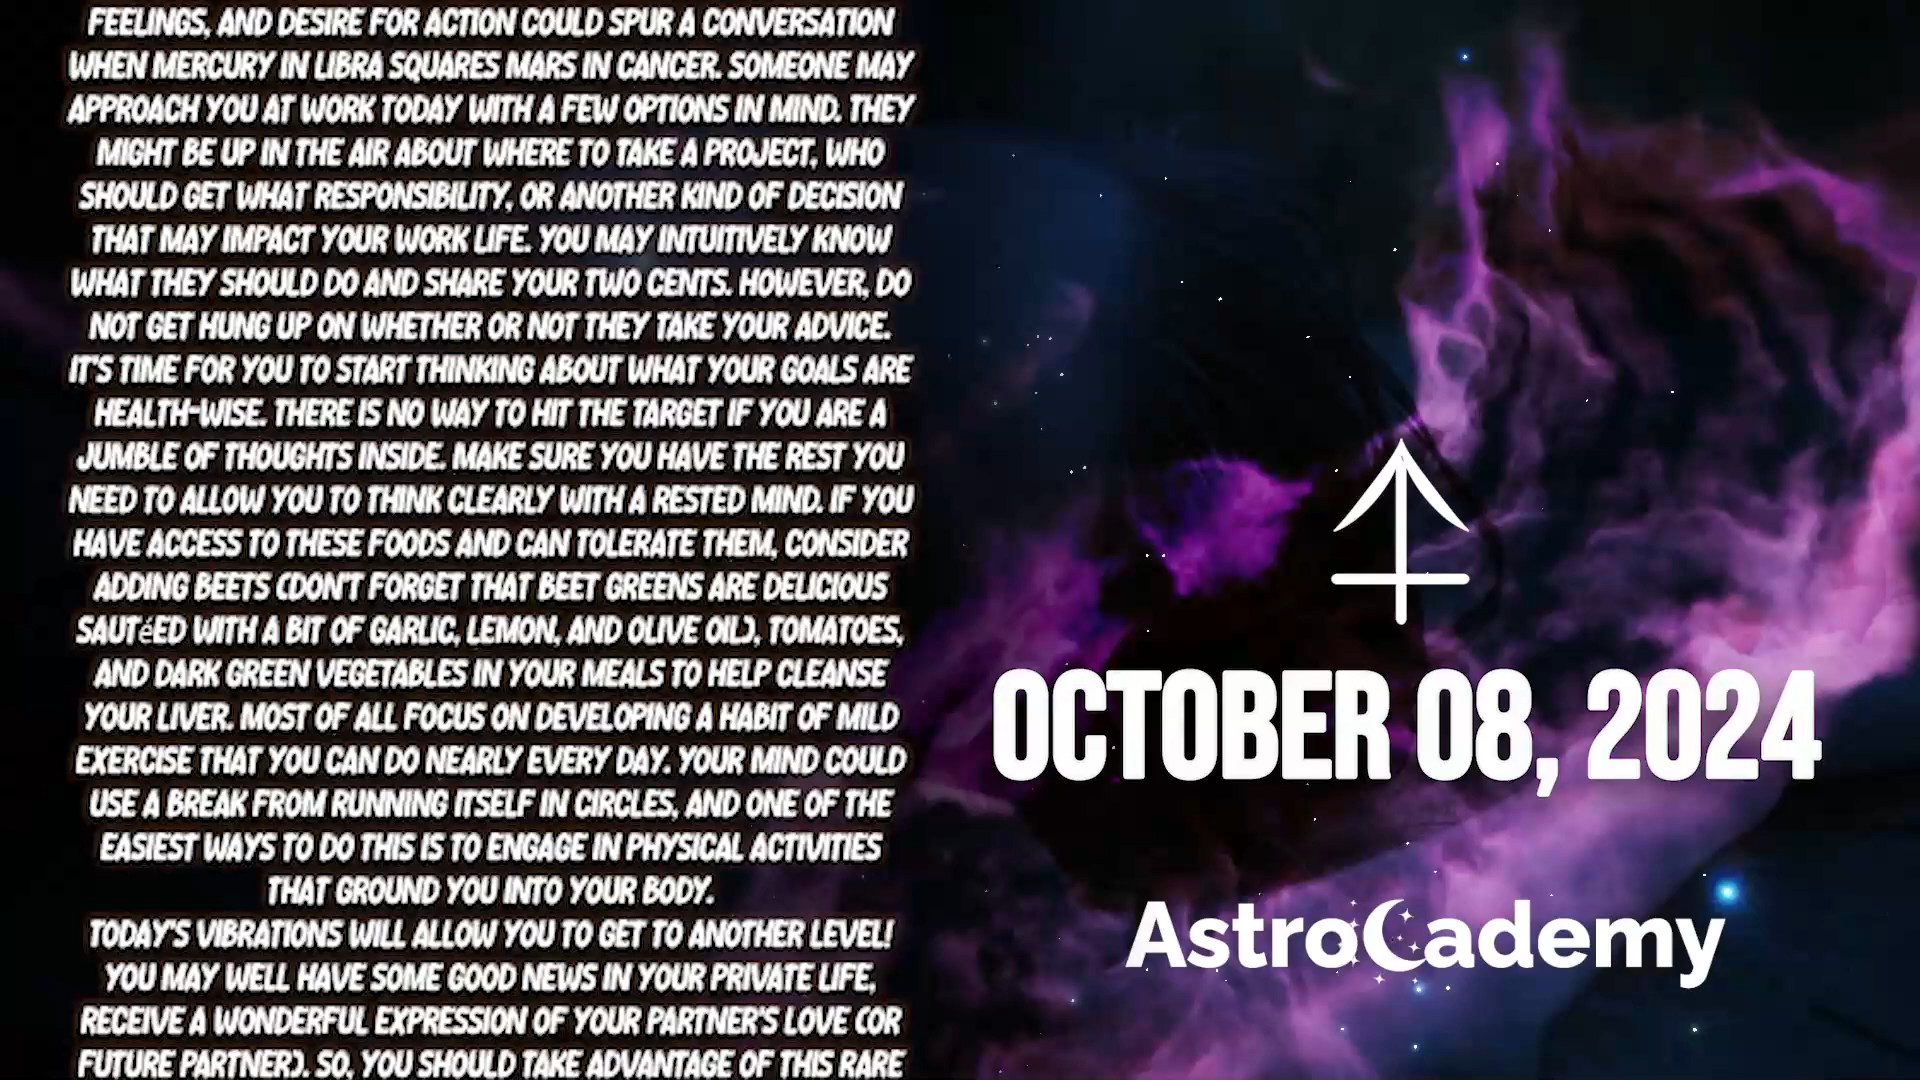 FEELINGS, AND DESIRE FOR ACTION COULD SPUR A CONVERSATION
WHEN MERCURY IN LIBRA SQUARES MARS IN CANCER. SOMEONE MAY
APPROACH YOU AT WORK TODAY WITH A FEW OPTIONS IN MIND. THEY
MIGHT BE UP IN THE AIR ABOUT WHERE TO TAKE A PROJECT, WHO
SHOULD GET WHAT RESPONSIBILITY, OR ANOTHER KIND OF DECISION
THAT MAY IMPACT YOUR WORK LIFE. YOU MAY INTUITIVELY KNOW
WHAT THEY SHOULD DO AND SHARE YOUR TWO CENTS. HOWEVER, DO
NOT GET HUNG UP ON WHETHER OR NOT THEY TAKE YOUR ADVICE.
IT'S TIME FOR YOU TO START THINKING ABOUT WHAT YOUR GOALS ARE
HEALTH-WISE. THERE IS NO WAY TO HIT THE TARGET IF YOU ARE A
JUMBLE OF THOUGHTS INSIDE. MAKE SURE YOU HAVE THE REST YOU
NEED TO ALLOW YOU TO THINK CLEARLY WITH A RESTED MIND. IF YOU
HAVE ACCESS TO THESE FOODS AND CAN TOLERATE THEM, CONSIDER
ADDING BEETS (DON'T FORGET THAT BEET GREENS ARE DELICIOUS
SAUTéED WITH A BIT OF GARLIC, LEMON, AND OLIVE OIL), TOMATOES,
AND DARK GREEN VEGETABLES IN YOUR MEALS TO HELP CLEANSE
YOUR LIVER. MOST OF ALL FOCUS ON DEVELOPING A HABIT OF MILD
EXERCISE THAT YOU CAN DO NEARLY EVERY DAY. YOUR MIND COULD
USE A BREAK FROM RUNNING ITSELF IN CIRCLES, AND ONE OF THE
EASIEST WAYS TO DO THIS IS TO ENGAGE IN PHYSICAL ACTIVITIES
THAT GROUND YOU INTO YOUR BODY.
TODAY'S VIBRATIONS WILL ALLOW YOU TO GET TO ANOTHER LEVEL!
YOU MAY WELL HAVE SOME GOOD NEWS IN YOUR PRIVATE LIFE,
RECEIVE A WONDERFUL EXPRESSION OF YOUR PARTNER'S LOVE (OR
FUTURE PARTNER). SO, YOU SHOULD TAKE ADVANTAGE OF THIS RARE
OCTOBER 08, 2024
AstroCademy